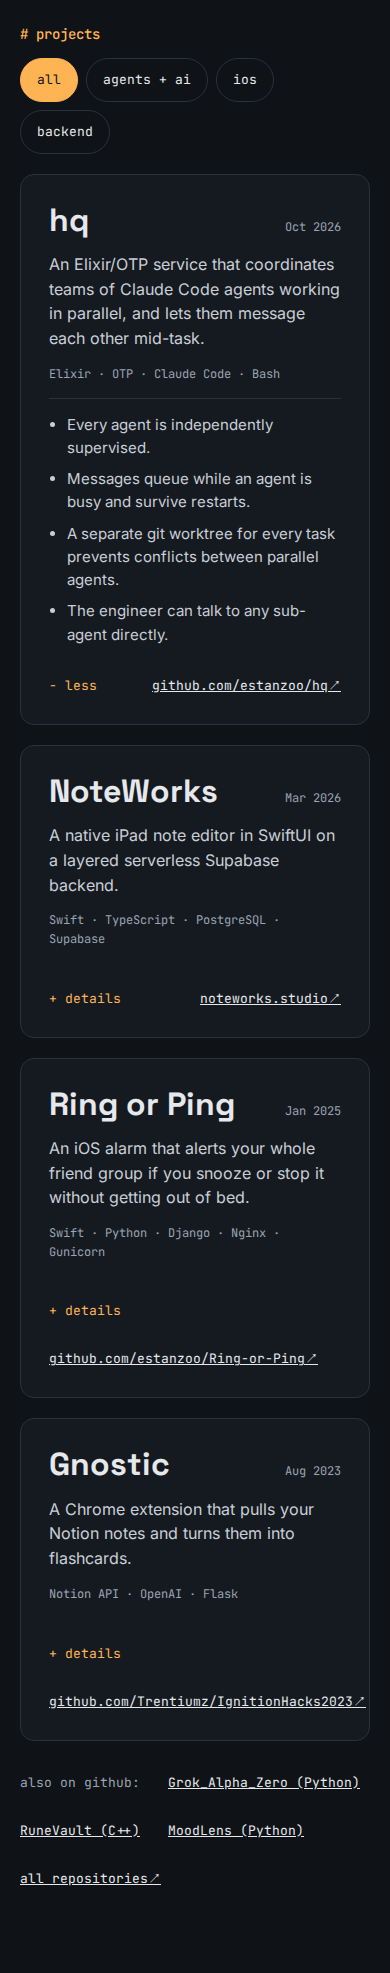 # projects
all
agents + ai
ios
backend
hq
Oct 2026
An Elixir/OTP service that coordinates
teams of Claude Code agents working
in parallel, and lets them message
each other mid-task.
Elixir · OTP · Claude Code · Bash
• Every agent is independently
supervised.
• Messages queue while an agent is
busy and survive restarts.
• A separate git worktree for every task
prevents conflicts between parallel
agents.
• The engineer can talk to any sub-
agent directly.
- less
github.com/estanzoo/hq↗
NoteWorks
Mar 2026
A native iPad note editor in SwiftUI on
a layered serverless Supabase
backend.
Swift · TypeScript · PostgreSQL ·
Supabase
+ details
noteworks.studio↗
Ring or Ping
Jan 2025
An iOS alarm that alerts your whole
friend group if you snooze or stop it
without getting out of bed.
Swift · Python · Django · Nginx ·
Gunicorn
+ details
github.com/estanzoo/Ring-or-Ping↗
Gnostic
Aug 2023
A Chrome extension that pulls your
Notion notes and turns them into
flashcards.
Notion API · OpenAI · Flask
+ details
github.com/Trentiumz/IgnitionHacks2023↗
also on github:
Grok_Alpha_Zero (Python)
RuneVault (C++)
MoodLens (Python)
all repositories↗